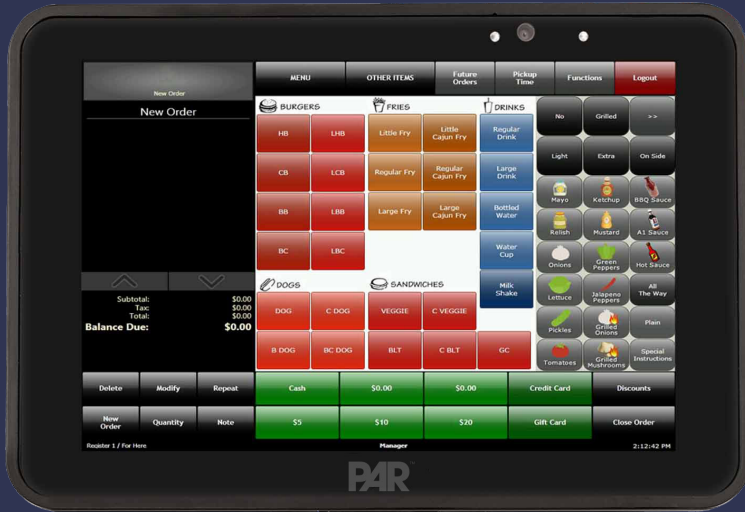 New Order
MENU
OTHER ITEMS
Future
Orders
Pickup
Time
Functions
Logout
New Order
BURGERS
FRIES
DRINKS
HB
LHB
CB
LCB
BB
LBB
BC
LBC
Little Fry
Little
Cajun Fry
Regular Fry
Regular
Cajun Fry
Large Fry
Large
Cajun Fry
Regular
Drink
Large
Drink
Bottled
Water
Water
Cup
Milk
Shake
No
Grilled
>>
Light
Extra
On Side
Mayo
Ketchup
BBQ Sauce
Relish
Mustard
A1 Sauce
Onions
Green
Peppers
Hot Sauce
Lettuce
Jalapeno
Peppers
All
The Way
Pickles
Grilled
Onions
Plain
Tomatoes
Grilled
Mushrooms
Special
Instructions
DOGS
SANDWICHES
DOG
C DOG
VEGGIE
C VEGGIE
B DOG
BC DOG
BLT
C BLT
GC
Subtotal: $0.00
Tax: $0.00
Total: $0.00
Balance Due: $0.00
Delete
Modify
Repeat
Cash
$0.00
$0.00
Credit Card
Discounts
New
Order
Quantity
Note
$5
$10
$20
Gift Card
Close Order
Register 1 / For Here
Manager
2:12:42 PM
PAR